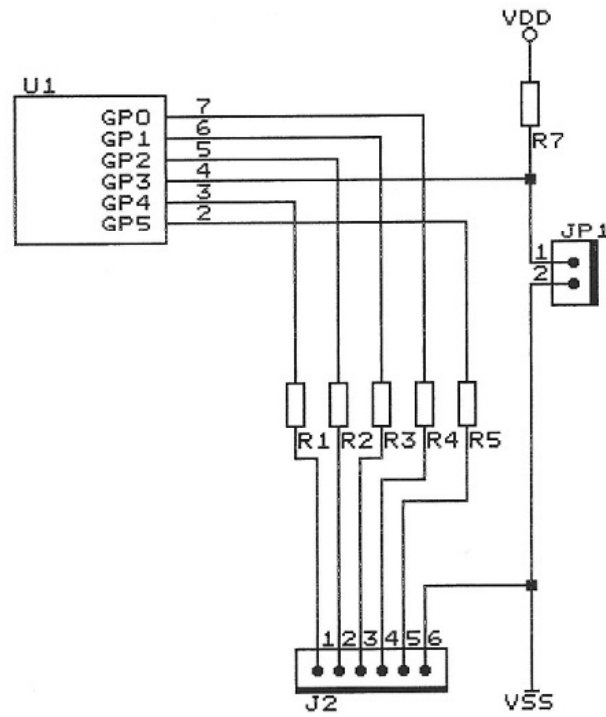 VDD
U1
GP0 7
GP1 6
GP2 5
GP3 4
GP4 3
GP5 2
R7
JP1
1
2
R1 R2 R3 R4 R5
1 2 3 4 5 6
J2
VSS